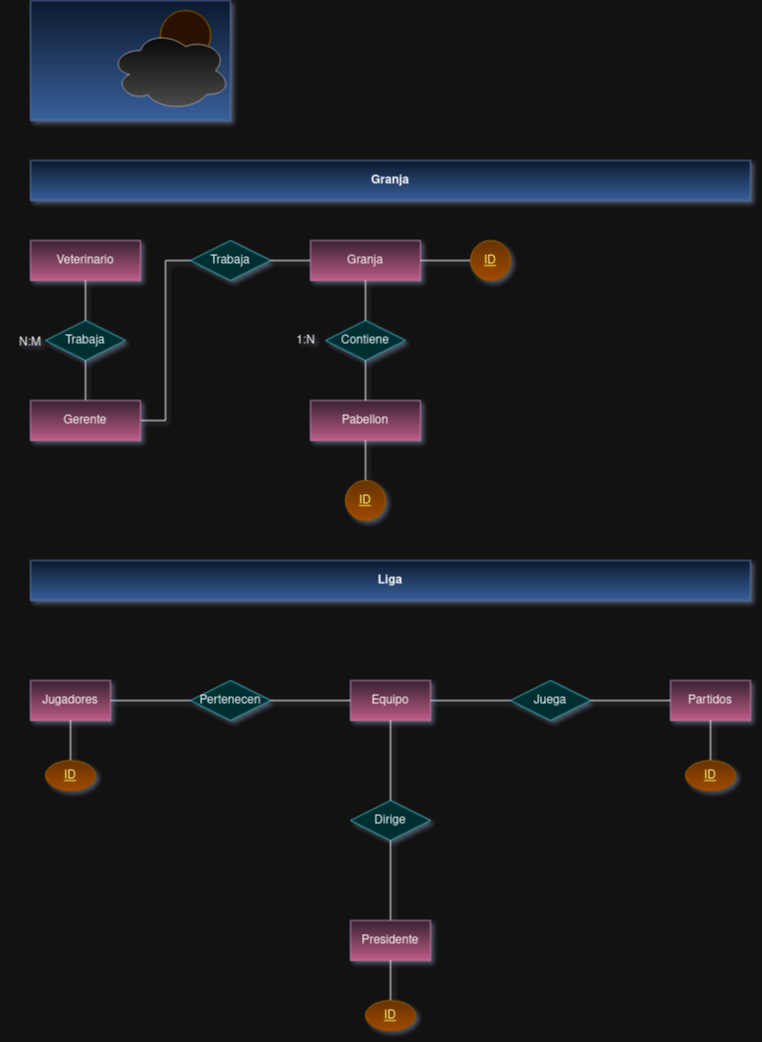 Granja
Veterinario
Trabaja
Granja
ID
N:M
Trabaja
1:N
Contiene
Gerente
Pabellon
ID
Liga
Jugadores
Pertenecen
Equipo
Juega
Partidos
ID
ID
Dirige
Presidente
ID